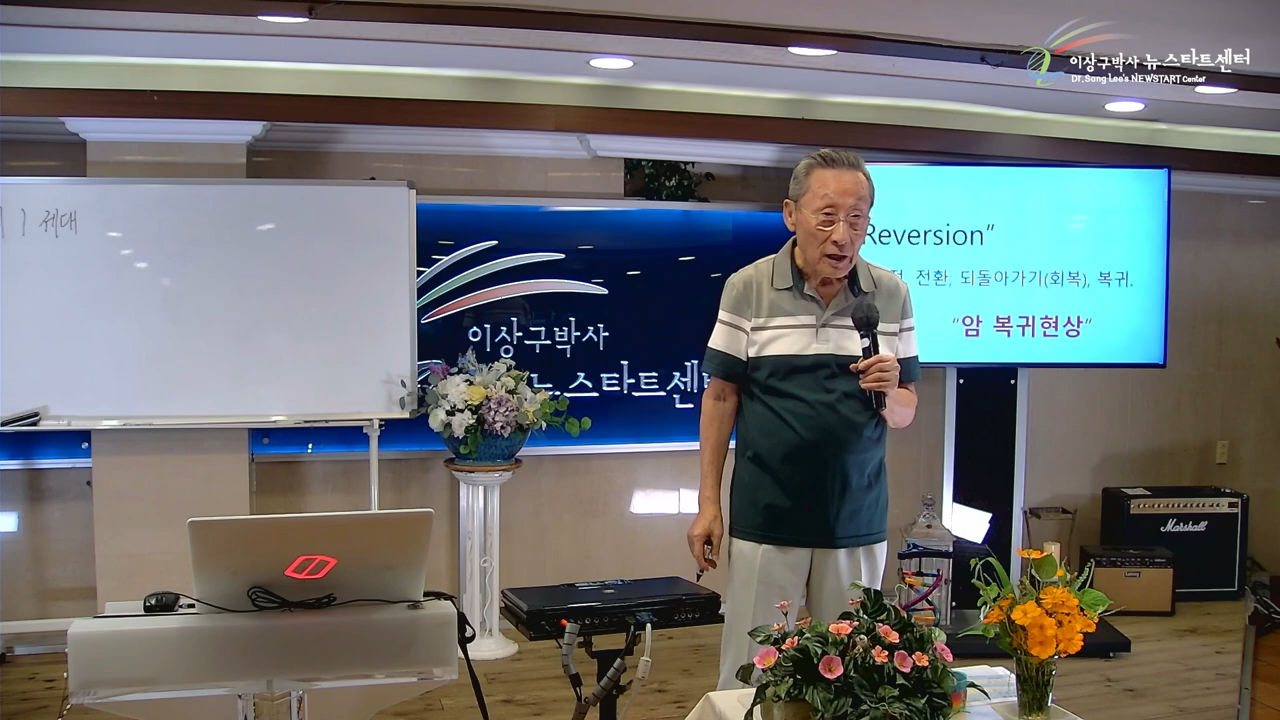 이상구박사 뉴스타트센터
Dr. Sang Lee's NEWSTART Center
1세대
Reversion”
전환, 되돌아가기(회복), 복귀.
“암 복귀현상”
이상구박사
뉴스타트센터
Marshall
Laney